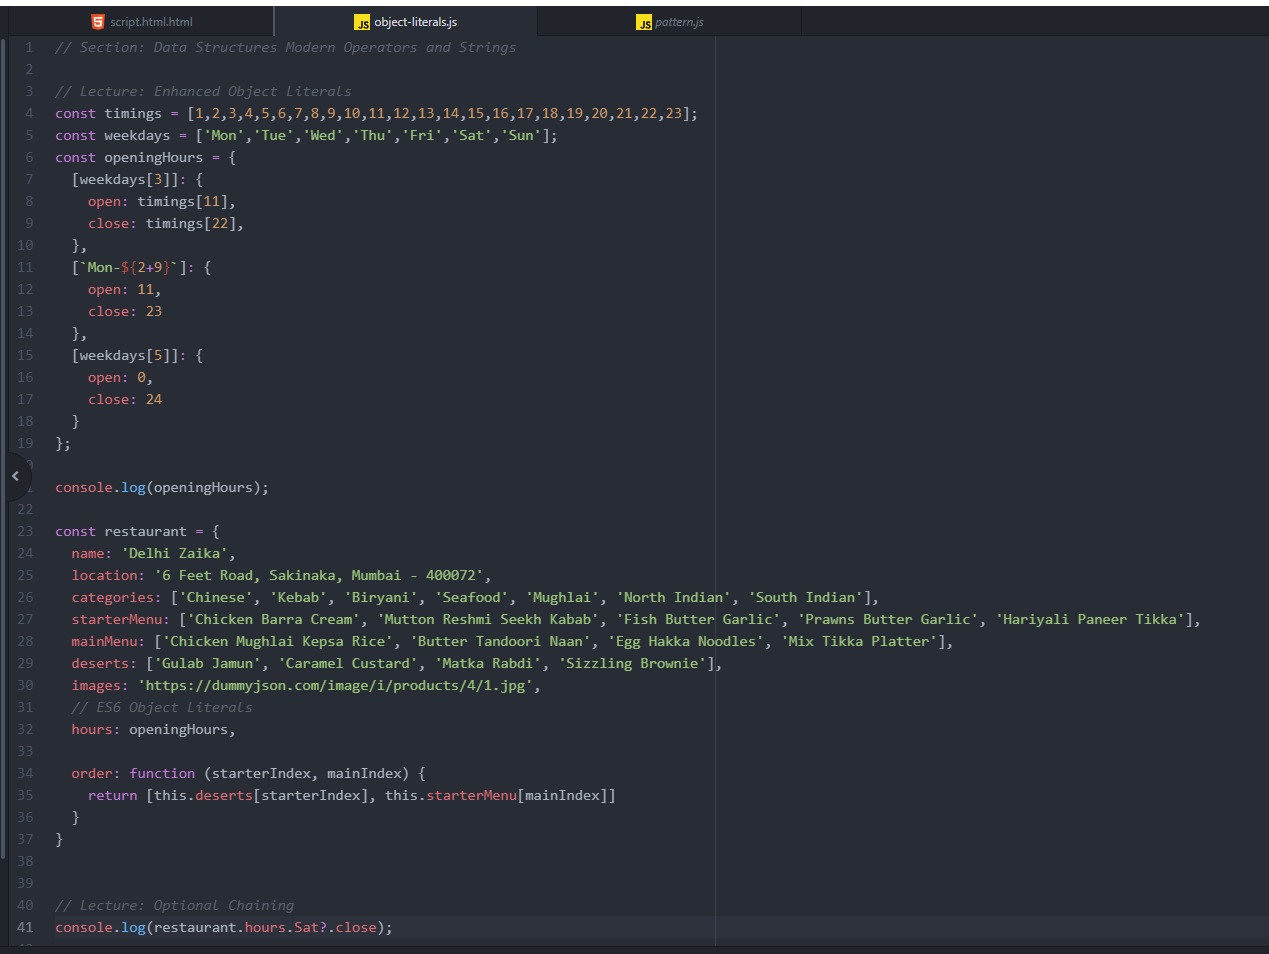 script.html.html
object-literals.js
pattern.js
1 // Section: Data Structures Modern Operators and Strings
2
3 // Lecture: Enhanced Object Literals
4 const timings = [1,2,3,4,5,6,7,8,9,10,11,12,13,14,15,16,17,18,19,20,21,22,23];
5 const weekdays = ['Mon','Tue','Wed','Thu','Fri','Sat','Sun'];
6 const openingHours = {
7   [weekdays[3]]: {
8     open: timings[11],
9     close: timings[22],
10   },
11   [`Mon-${2+9}`]: {
12     open: 11,
13     close: 23
14   },
15   [weekdays[5]]: {
16     open: 0,
17     close: 24
18   }
19 };

console.log(openingHours);
22
23 const restaurant = {
24   name: 'Delhi Zaika',
25   location: '6 Feet Road, Sakinaka, Mumbai - 400072',
26   categories: ['Chinese', 'Kebab', 'Biryani', 'Seafood', 'Mughlai', 'North Indian', 'South Indian'],
27   starterMenu: ['Chicken Barra Cream', 'Mutton Reshmi Seekh Kabab', 'Fish Butter Garlic', 'Prawns Butter Garlic', 'Hariyali Paneer Tikka'],
28   mainMenu: ['Chicken Mughlai Kepsa Rice', 'Butter Tandoori Naan', 'Egg Hakka Noodles', 'Mix Tikka Platter'],
29   deserts: ['Gulab Jamun', 'Caramel Custard', 'Matka Rabdi', 'Sizzling Brownie'],
30   images: 'https://dummyjson.com/image/i/products/4/1.jpg',
31   // ES6 Object Literals
32   hours: openingHours,
33
34   order: function (starterIndex, mainIndex) {
35     return [this.deserts[starterIndex], this.starterMenu[mainIndex]]
36   }
37 }
38
39
40 // Lecture: Optional Chaining
41 console.log(restaurant.hours.Sat?.close);